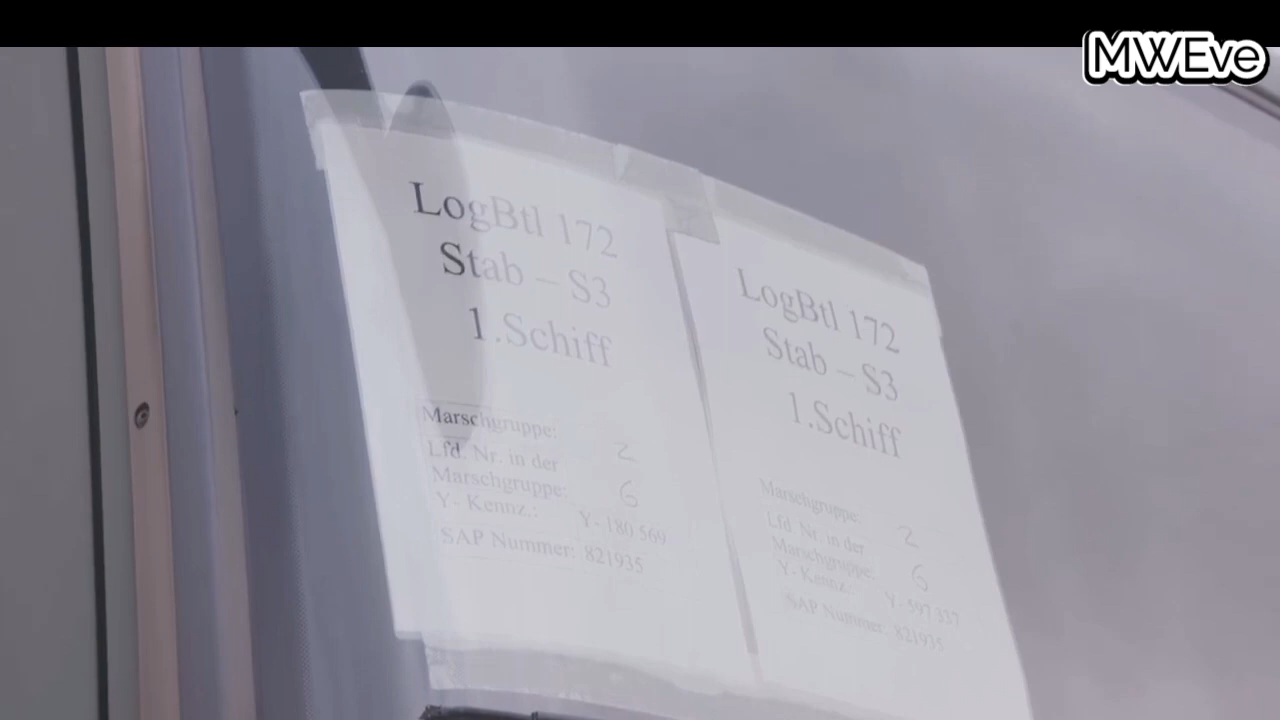 MWEve
LogBtl 172
Stab – S3
1.Schiff
Marschgruppe: 2
Lfd. Nr. in der
Marschgruppe: 6
Y- Kennz.: Y- 180 569
SAP Nummer: 821935
LogBtl 172
Stab – S3
1.Schiff
Marschgruppe: 2
Lfd. Nr. in der
Marschgruppe: 6
Y- Kennz.: Y- 597 337
SAP Nummer: 821935